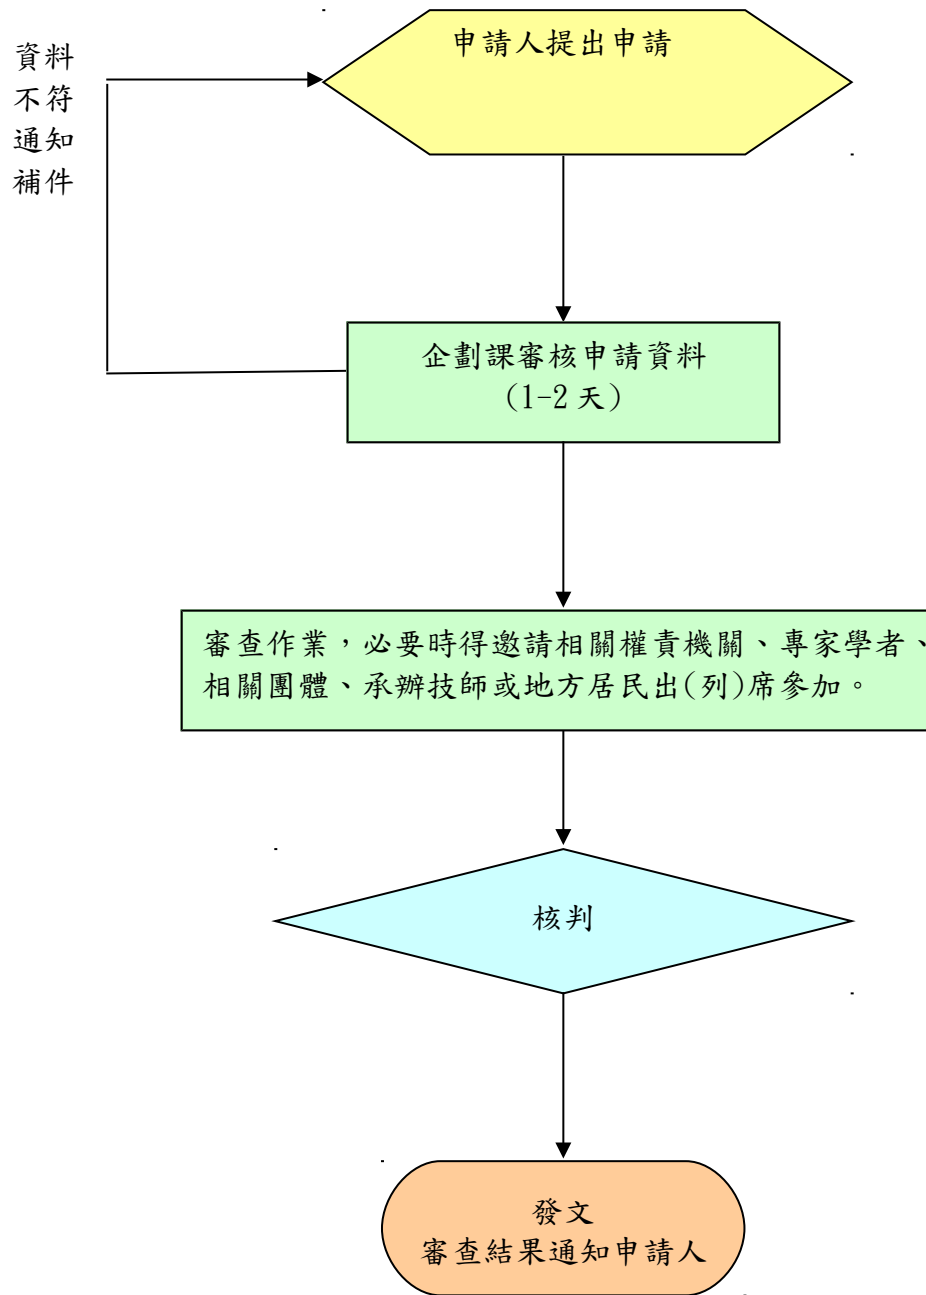 申請人提出申請
資料
不符
通知
補件
企劃課審核申請資料
(1-2天)
審查作業，必要時得邀請相關權責機關、專家學者、
相關團體、承辦技師或地方居民出(列)席參加。
核判
發文
審查結果通知申請人